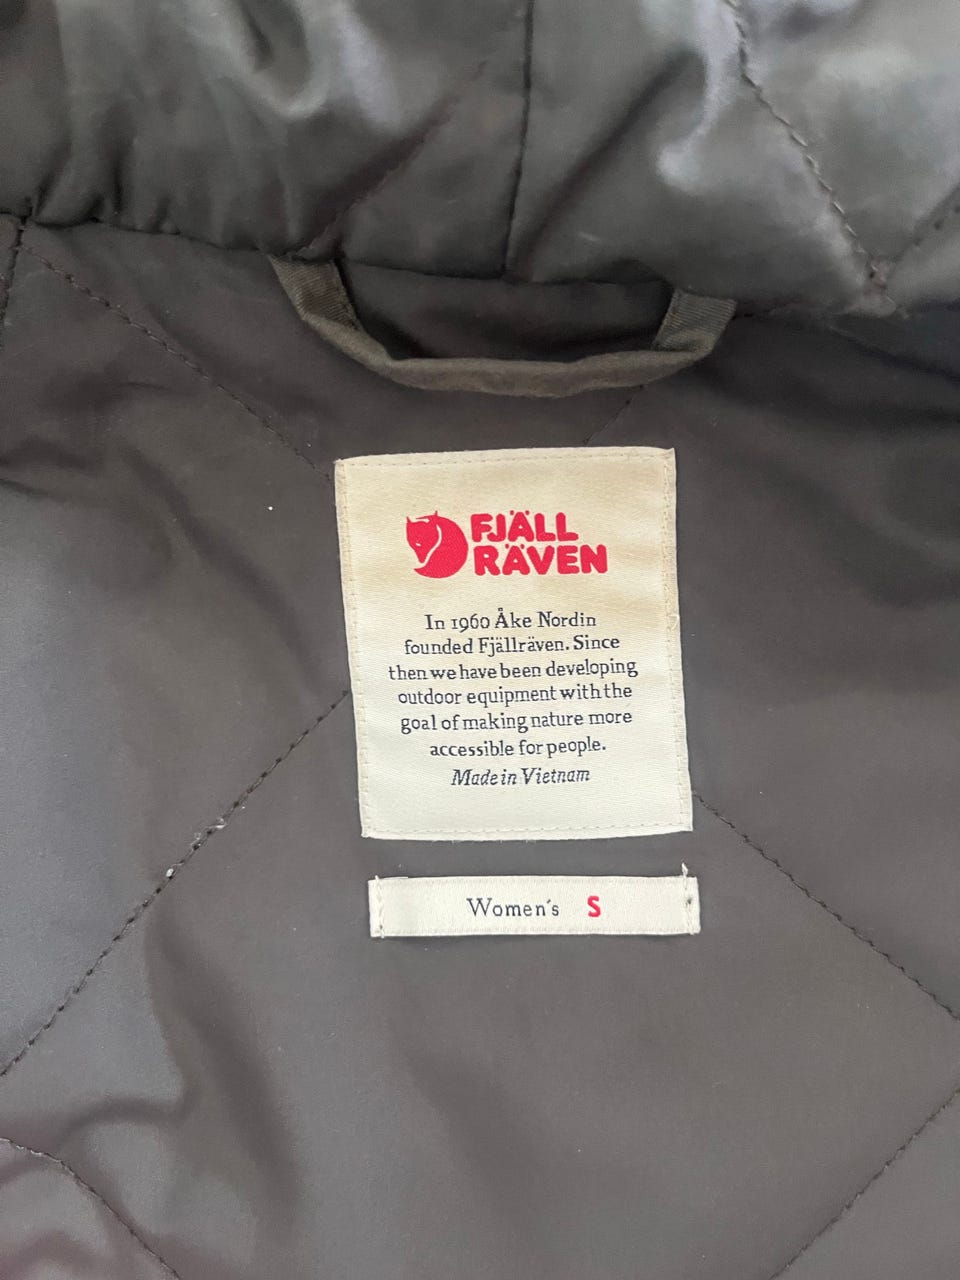 FJÄLL
RÄVEN
In 1960 Åke Nordin
founded Fjällräven. Since
then we have been developing
outdoor equipment with the
goal of making nature more
accessible for people.
Made in Vietnam
Women's S